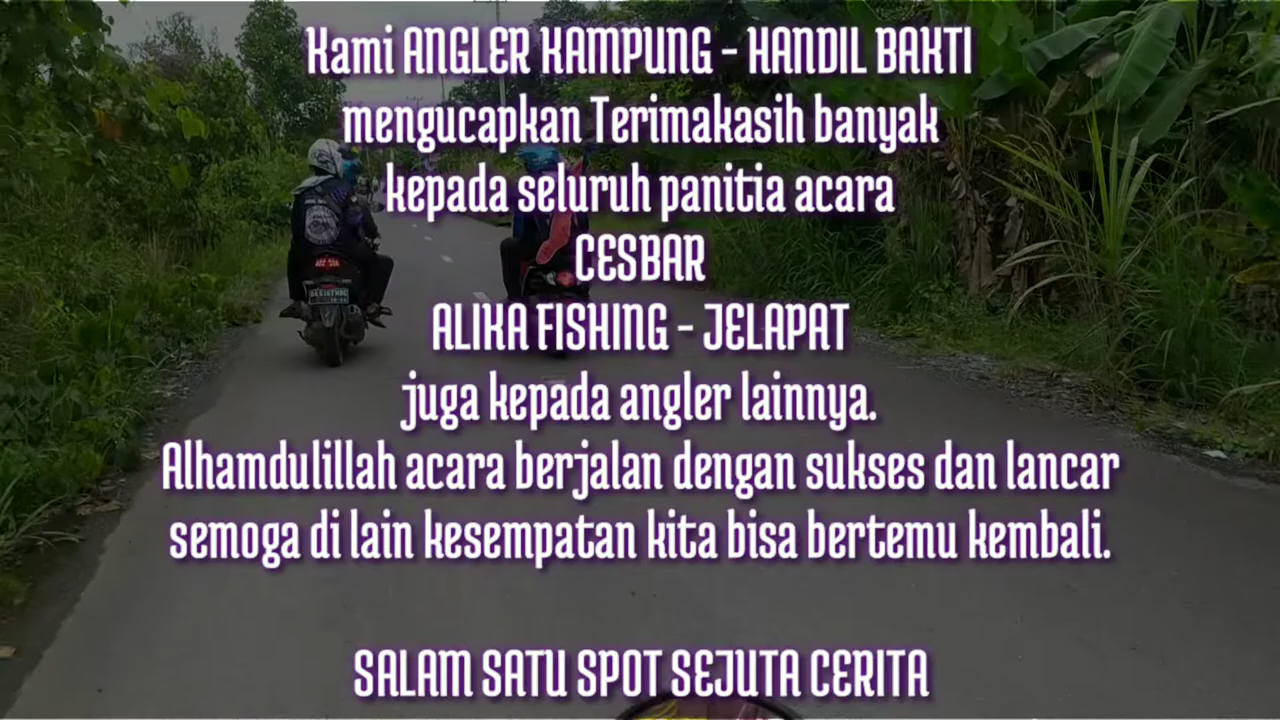 Kami ANGLER KAMPUNG - HANDIL BAKTI
mengucapkan Terimakasih banyak
kepada seluruh panitia acara
CESBAR
ALIKA FISHING - JELAPAT
juga kepada angler lainnya.
Alhamdulillah acara berjalan dengan sukses dan lancar
semoga di lain kesempatan kita bisa bertemu kembali.
SALAM SATU SPOT SEJUTA CERITA